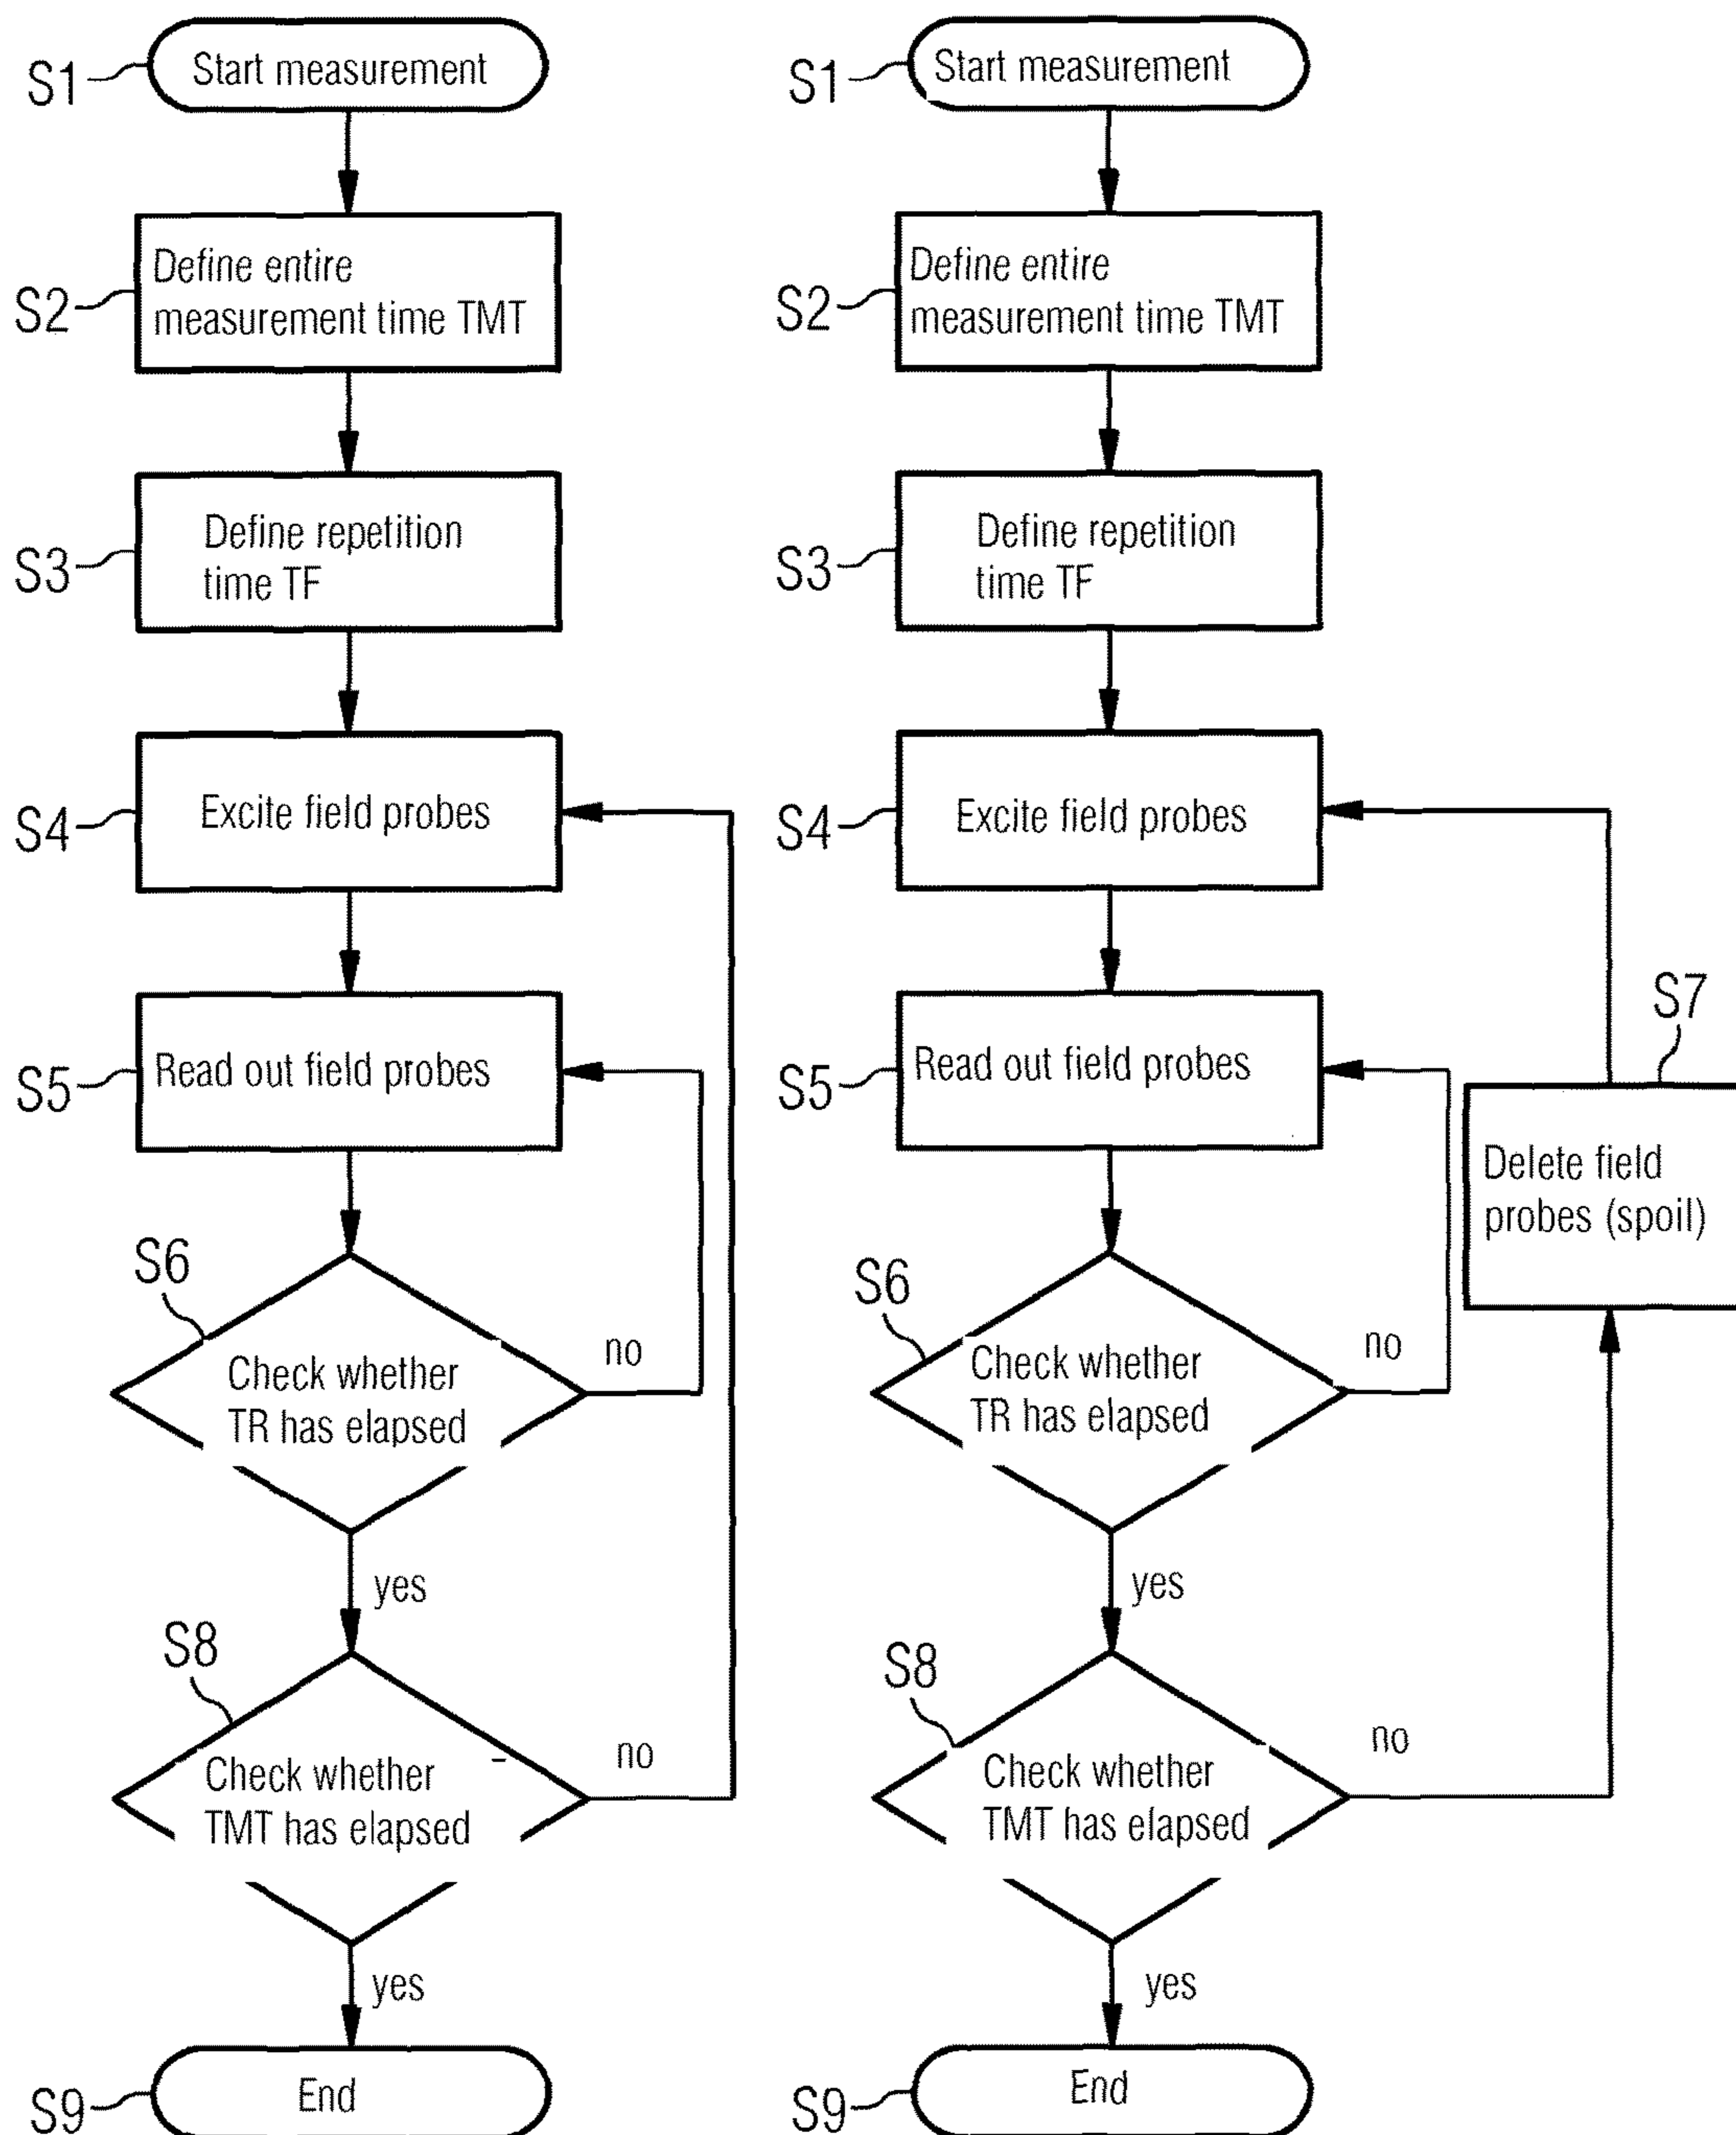 S1
Start measurement
S2
Define entire
measurement time TMT
S3
Define repetition
time TF
S4
Excite field probes
S5
Read out field probes
S6
Check whether
TR has elapsed
no
yes
S8
Check whether
TMT has elapsed
no
yes
S9
End
S1
Start measurement
S2
Define entire
measurement time TMT
S3
Define repetition
time TF
S4
Excite field probes
S5
Read out field probes
S7
Delete field
probes (spoil)
S6
Check whether
TR has elapsed
no
yes
S8
Check whether
TMT has elapsed
no
yes
S9
End